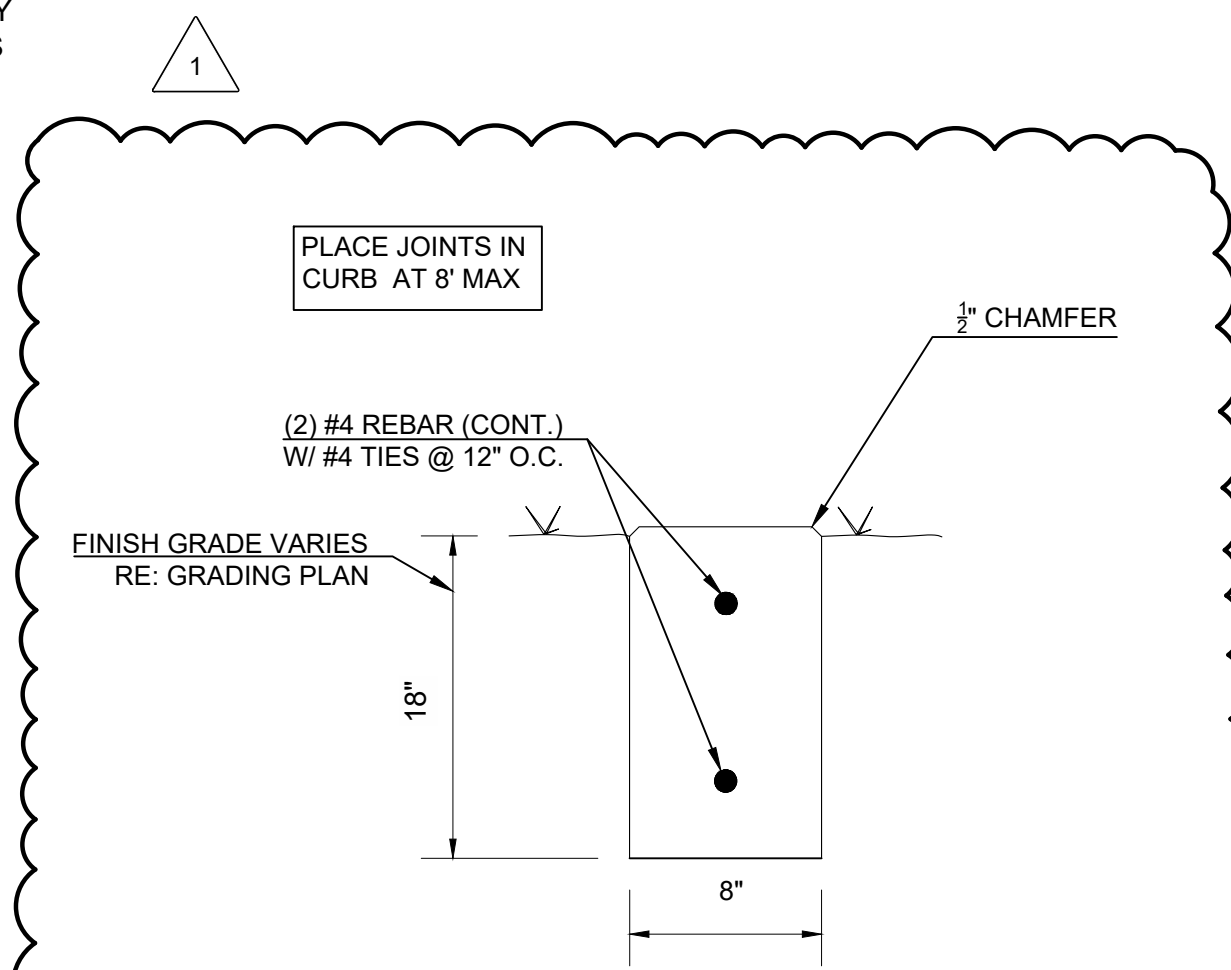 Y
S
1
PLACE JOINTS IN
CURB AT 8' MAX
½" CHAMFER
(2) #4 REBAR (CONT.)
W/ #4 TIES @ 12" O.C.
FINISH GRADE VARIES
RE: GRADING PLAN
18"
8"